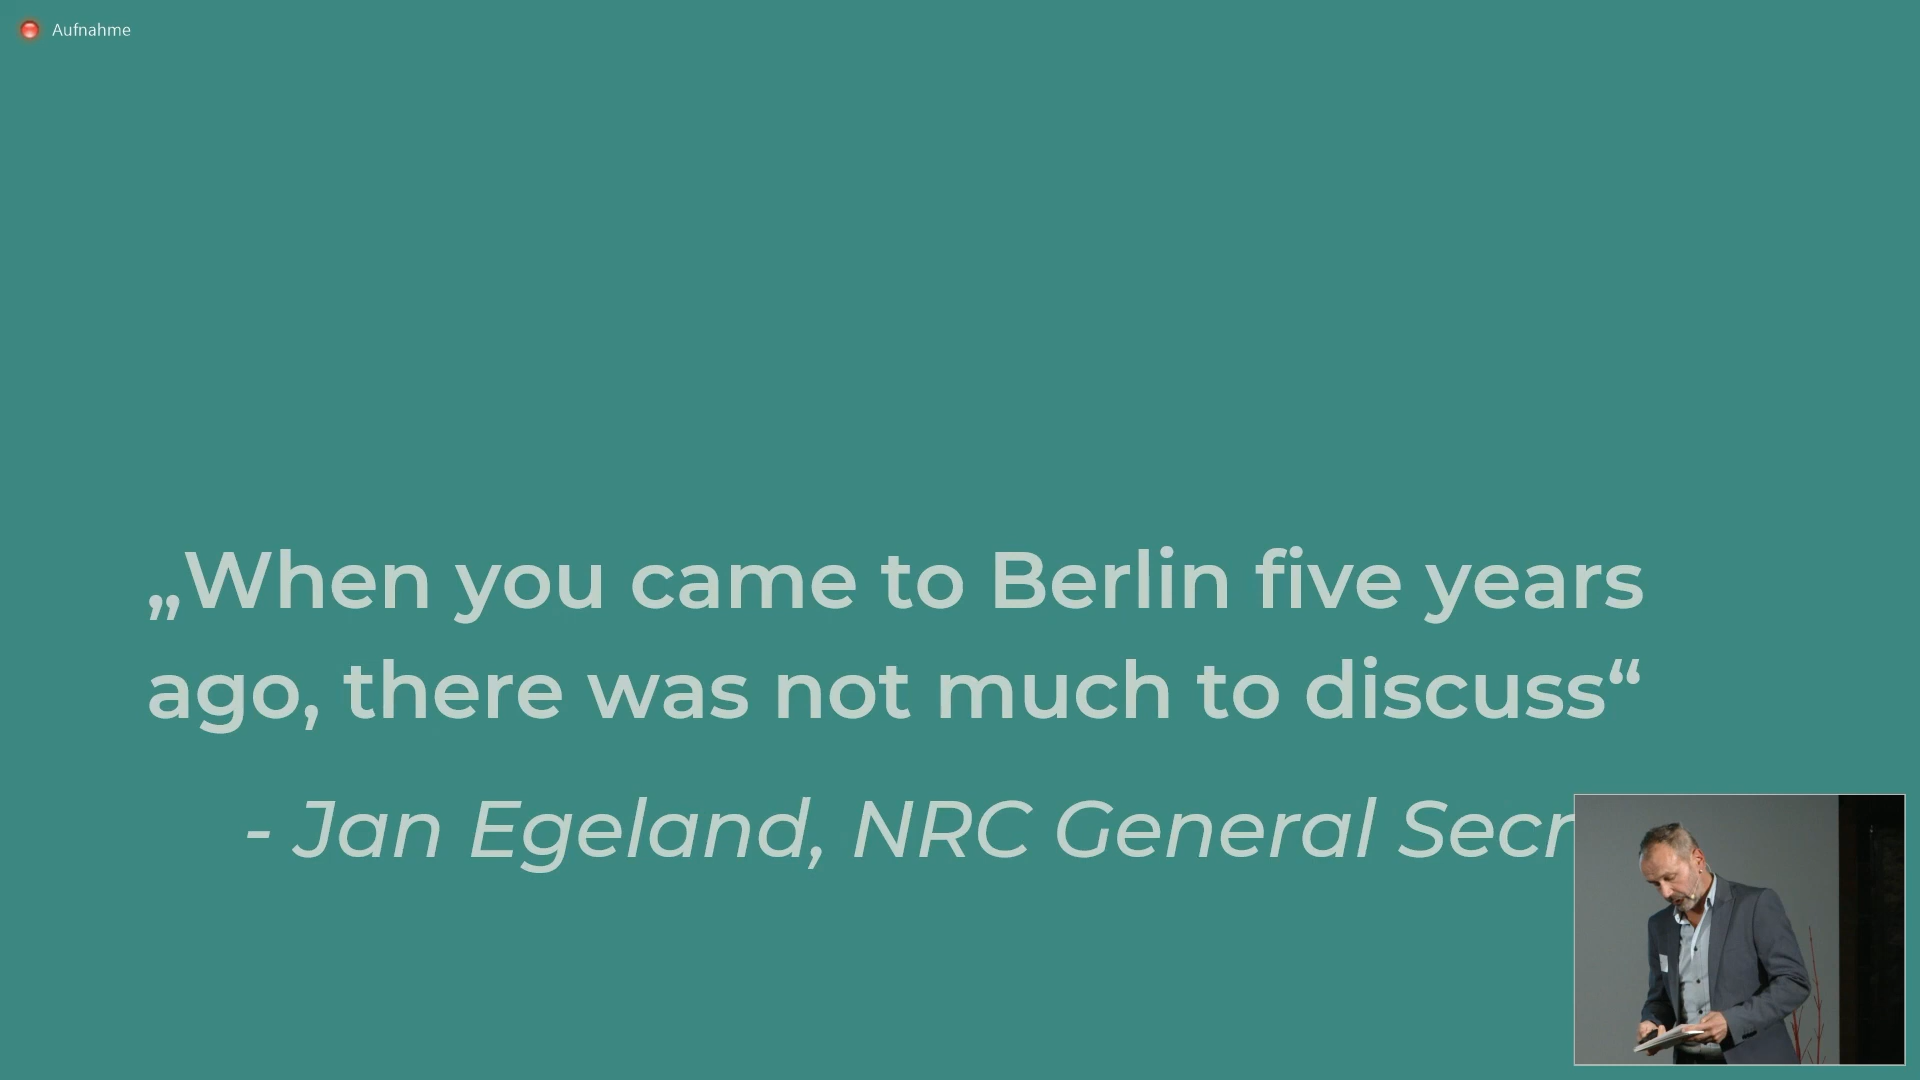 Aufnahme
„When you came to Berlin five years
ago, there was not much to discuss“
- Jan Egeland, NRC General Secr